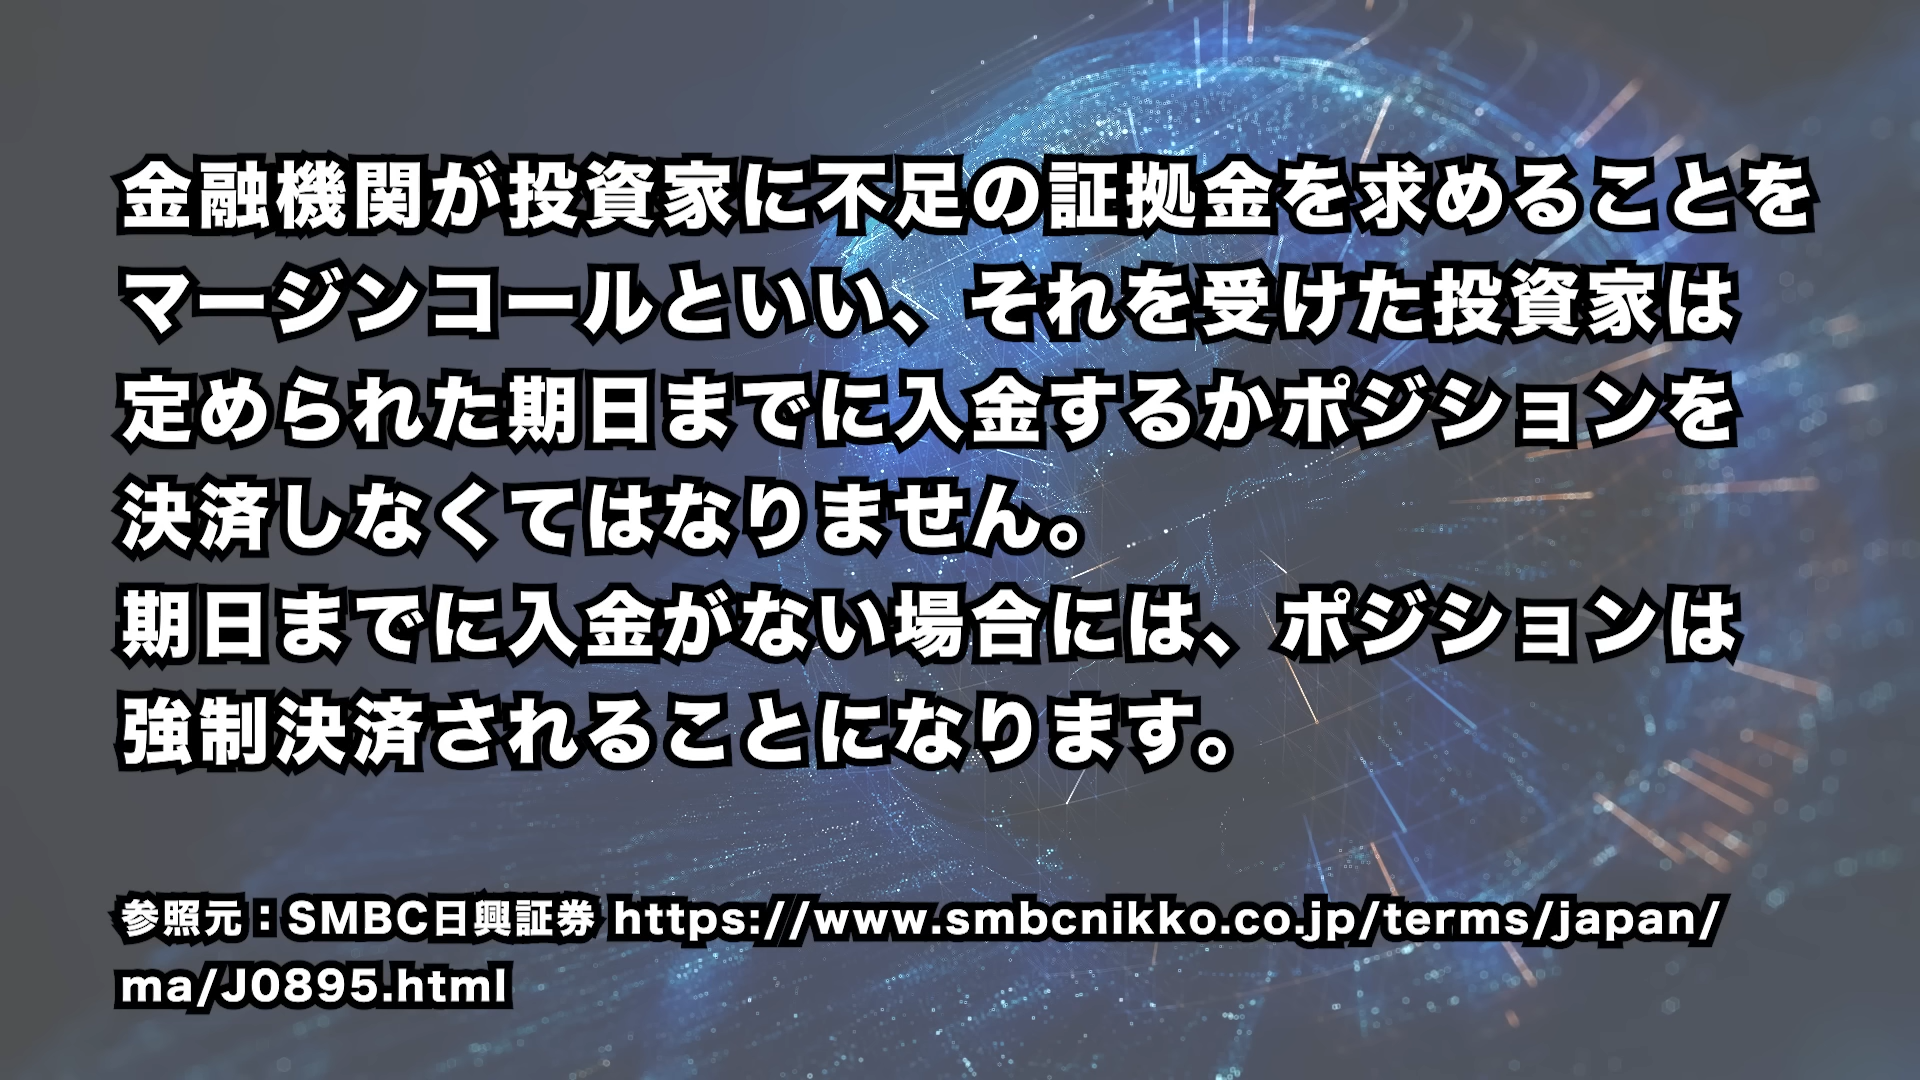 金融機関が投資家に不足の証拠金を求めることを
マージンコールといい、それを受けた投資家は
定められた期日までに入金するかポジションを
決済しなくてはなりません。
期日までに入金がない場合には、ポジションは
強制決済されることになります。
参照元：SMBC日興証券 https://www.smbcnikko.co.jp/terms/japan/
ma/J0895.html